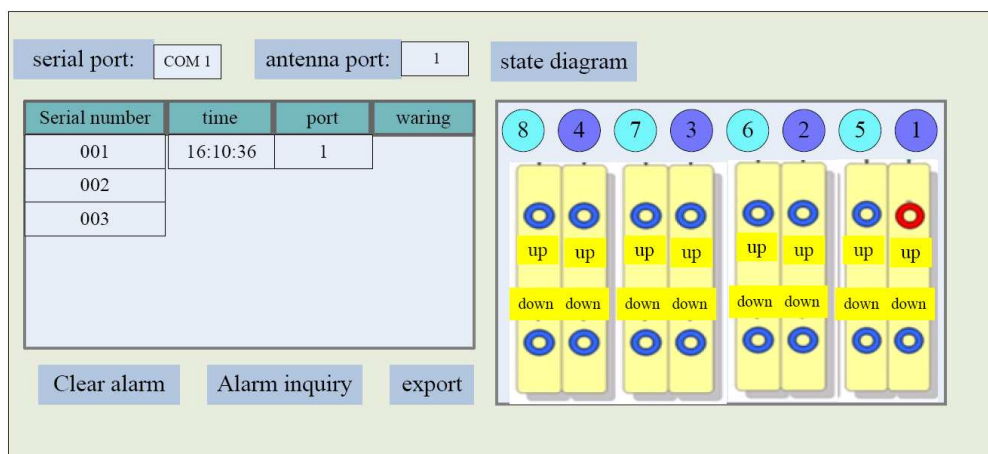 serial port: COM 1 antenna port: 1 state diagram
Serial number time port waring
001 16:10:36 1
002
003
8 4 7 3 6 2 5 1
up up up up up up up up
down down down down down down down down
Clear alarm Alarm inquiry export